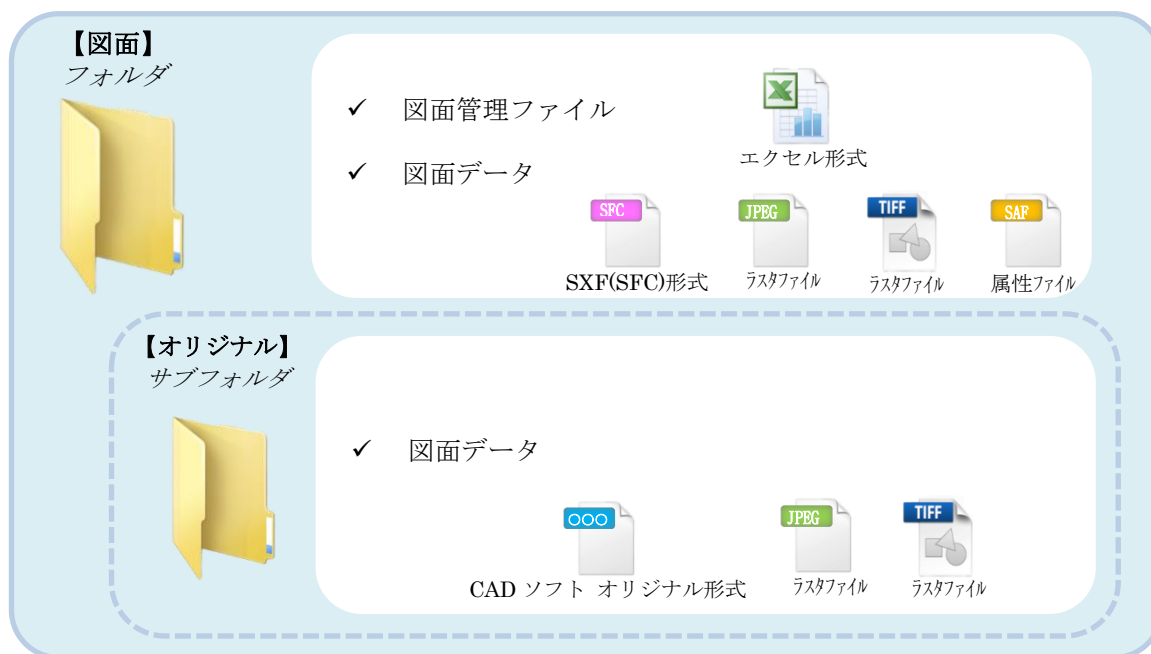 【図面】
フォルダ
✓ 図面管理ファイル
エクセル形式
✓ 図面データ
SFC
JPEG
TIFF
SAF
SXF(SFC)形式
ﾗｽﾀﾌｧｲﾙ
ﾗｽﾀﾌｧｲﾙ
属性ﾌｧｲﾙ
【オリジナル】
サブフォルダ
✓ 図面データ
○○○
JPEG
TIFF
CAD ソフト オリジナル形式
ﾗｽﾀﾌｧｲﾙ
ﾗｽﾀﾌｧｲﾙ